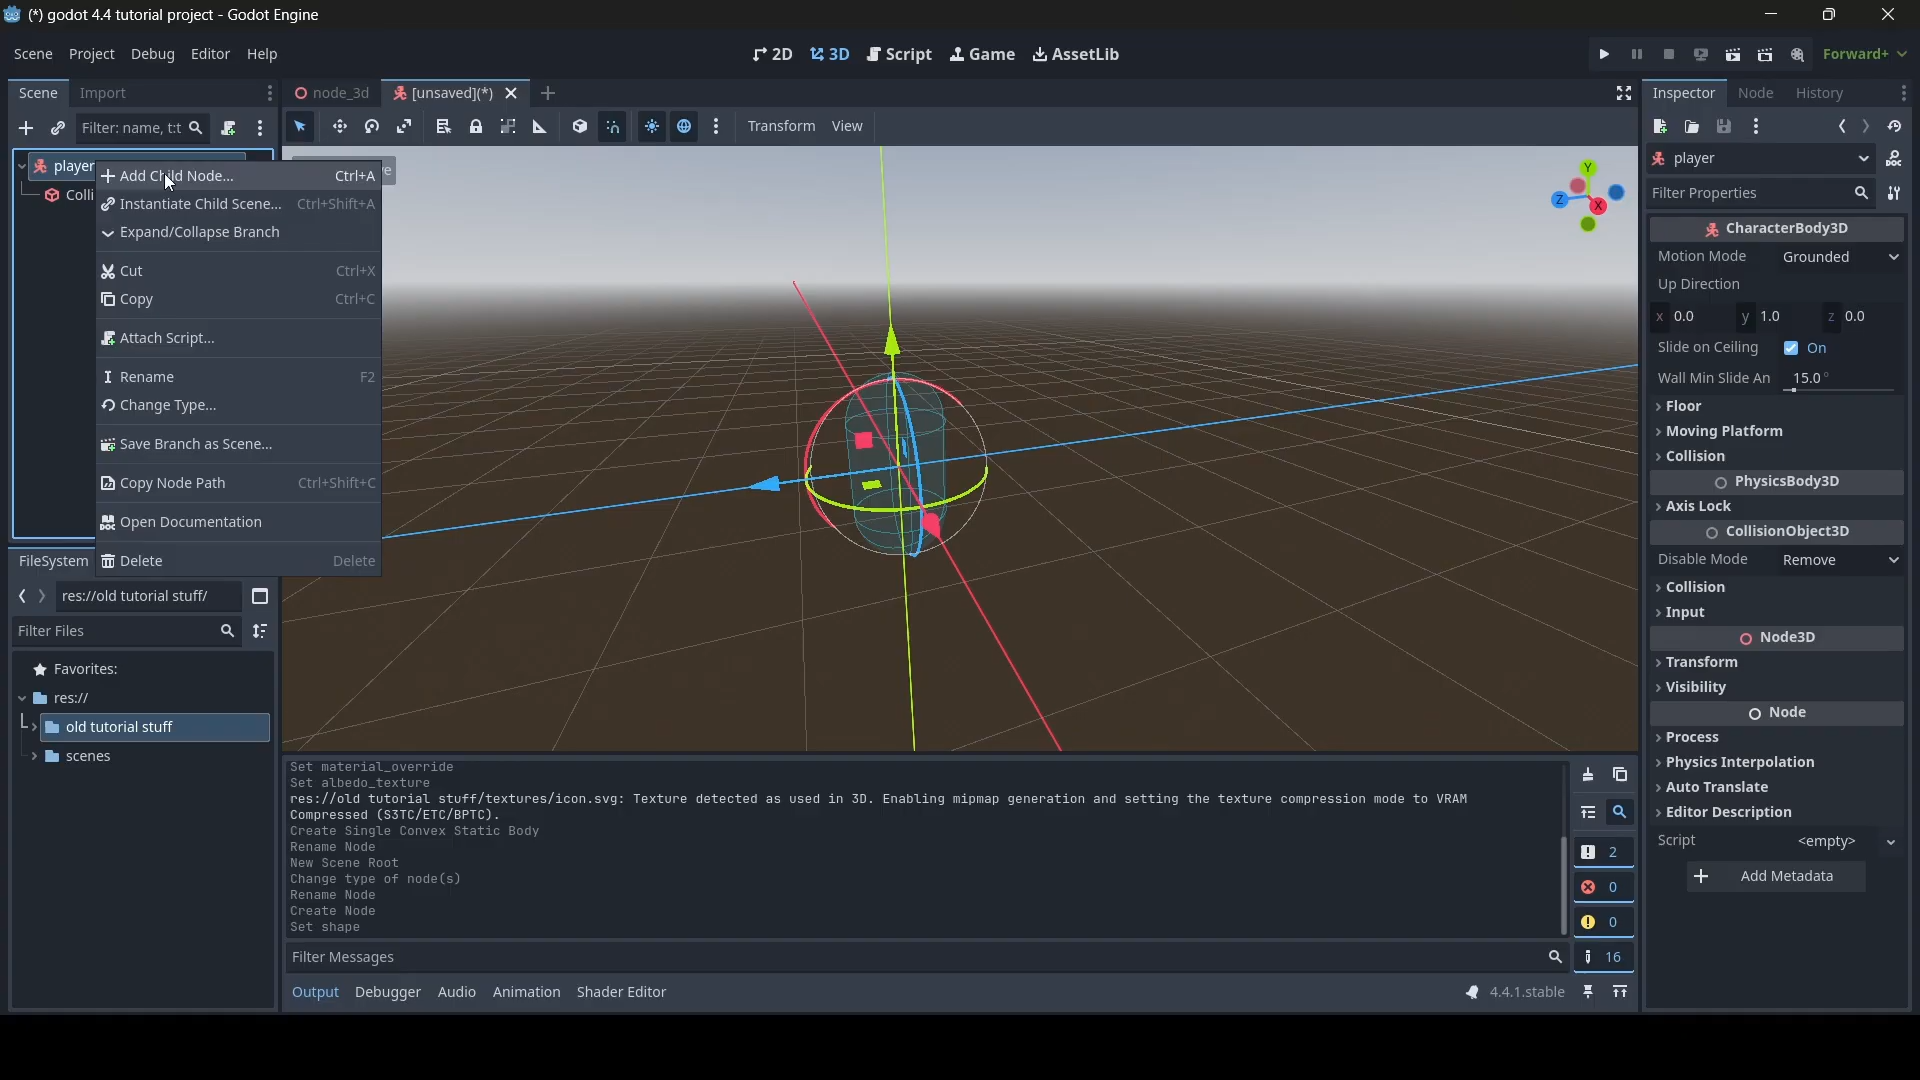 (*) godot 4.4 tutorial project - Godot Engine
Scene Project Debug Editor Help
2D 3D Script Game AssetLib
Forward+
Scene Import
node_3d [unsaved](*)
Inspector Node History
Filter: name, t:t
Transform View
player
player
Filter Properties
Colli
Add Child Node... Ctrl+A
Instantiate Child Scene... Ctrl+Shift+A
Expand/Collapse Branch
Cut Ctrl+X
Copy Ctrl+C
Attach Script...
Rename F2
Change Type...
Save Branch as Scene...
Copy Node Path Ctrl+Shift+C
Open Documentation
Delete Delete
e
Y
Z
X
CharacterBody3D
Motion Mode Grounded
Up Direction
x 0.0 y 1.0 z 0.0
Slide on Ceiling On
Wall Min Slide An 15.0 °
Floor
Moving Platform
Collision
PhysicsBody3D
Axis Lock
CollisionObject3D
Disable Mode Remove
Collision
Input
Node3D
Transform
Visibility
Node
Process
Physics Interpolation
Auto Translate
Editor Description
Script <empty>
Add Metadata
FileSystem
res://old tutorial stuff/
Filter Files
Favorites:
res://
old tutorial stuff
scenes
Set material_override
Set albedo_texture
res://old tutorial stuff/textures/icon.svg: Texture detected as used in 3D. Enabling mipmap generation and setting the texture compression mode to VRAM
Compressed (S3TC/ETC/BPTC).
Create Single Convex Static Body
Rename Node
New Scene Root
Change type of node(s)
Rename Node
Create Node
Set shape
2
0
0
16
Filter Messages
Output Debugger Audio Animation Shader Editor
4.4.1.stable